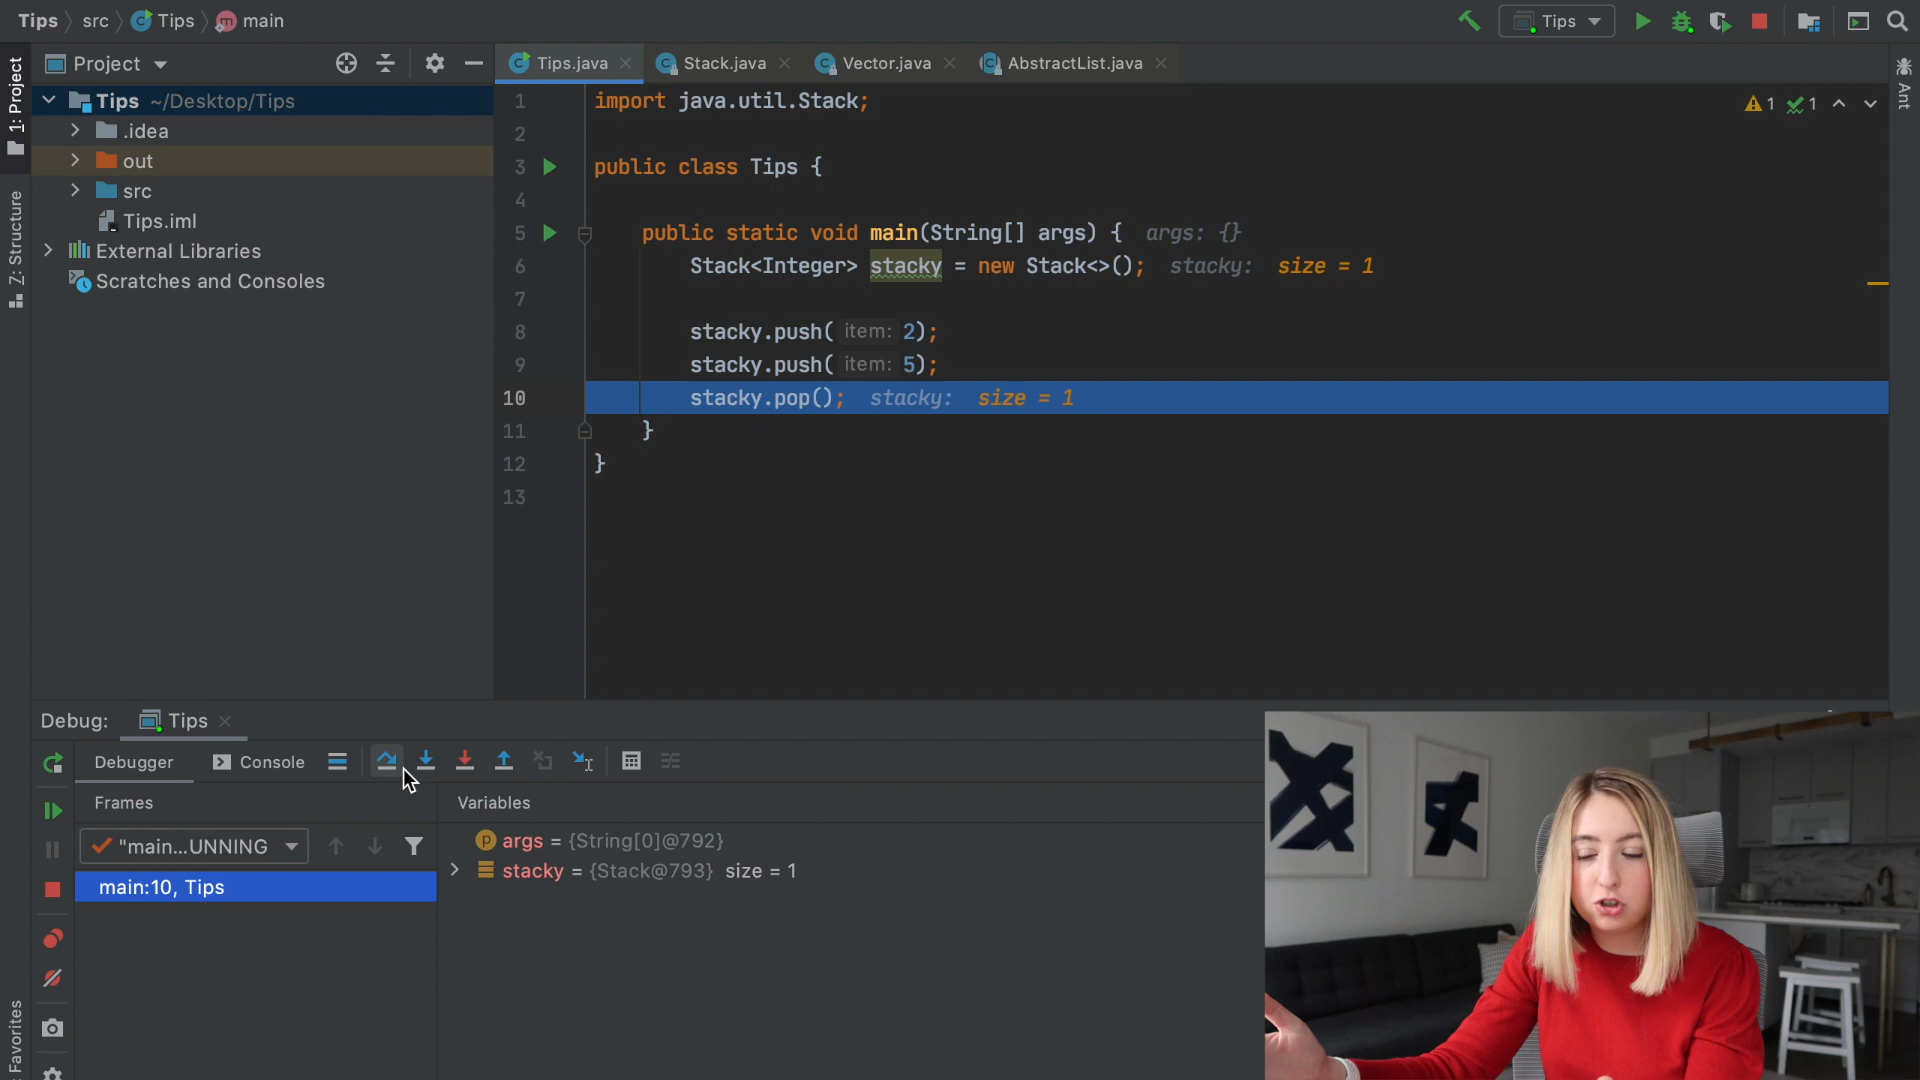 Tips src Tips m main
Tips
1: Project
Z: Structure
Favorites
Ant
Project
Tips ~/Desktop/Tips
.idea
out
src
Tips.iml
External Libraries
Scratches and Consoles
Tips.java Stack.java Vector.java AbstractList.java
1 import java.util.Stack;
1 1
2
3 public class Tips {
4
5 public static void main(String[] args) { args: {}
6 Stack<Integer> stacky = new Stack<>(); stacky: size = 1
7
8 stacky.push( item: 2);
9 stacky.push( item: 5);
10 stacky.pop(); stacky: size = 1
11 }
12 }
13
Debug: Tips
Debugger Console
Frames
Variables
"main...UNNING
main:10, Tips
p args = {String[0]@792}
stacky = {Stack@793} size = 1